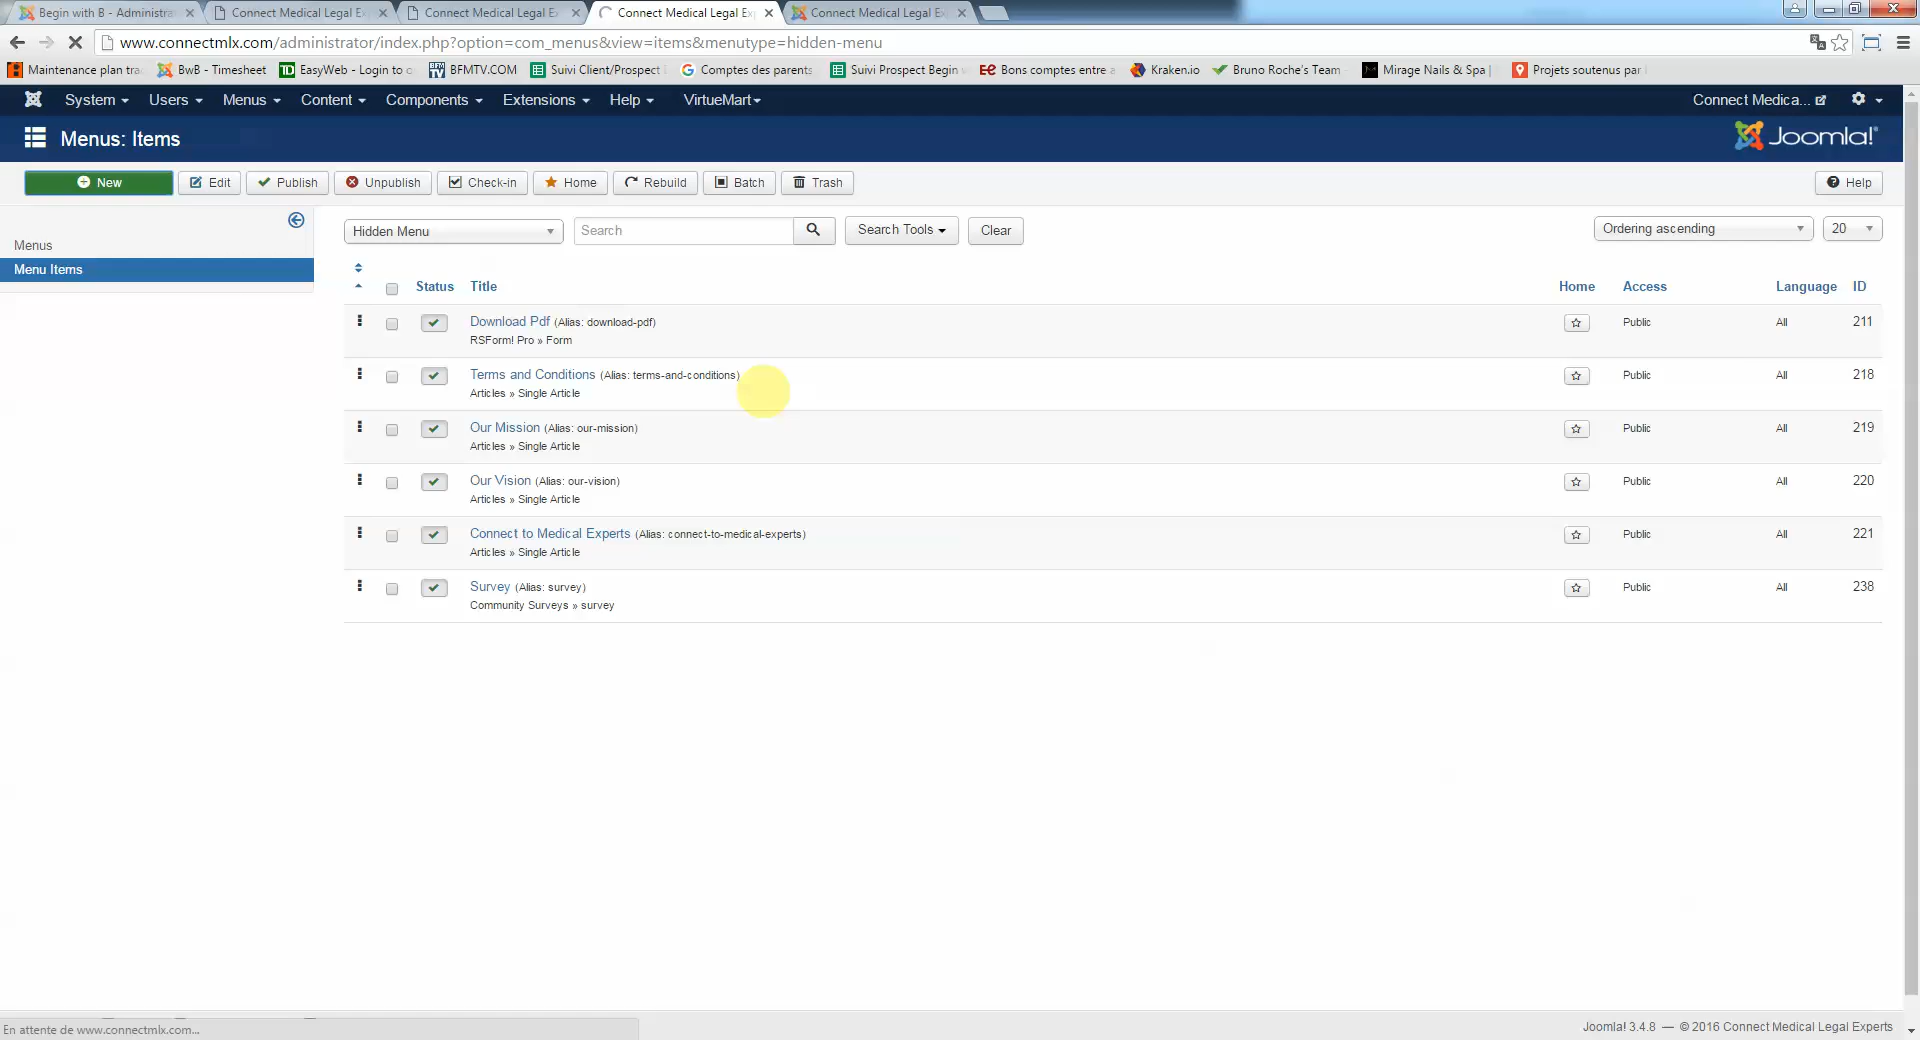 Begin with B - Administra
Connect Medical Legal Ex
Connect Medical Legal E
Connect Medical Legal Ex
Connect Medical Legal Ex
www.connectmlx.com/administrator/index.php?option=com_menus&view=items&menutype=hidden-menu
Maintenance plan tra
BwB - Timesheet
EasyWeb - Login to o
BFMTV.COM
Suivi Client/Prospect
Comptes des parents
Suivi Prospect Begin
Bons comptes entre a
Kraken.io
Bruno Roche's Team
Mirage Nails & Spa |
Projets soutenus par
System Users Menus Content Components Extensions Help VirtueMart
Connect Medica...
Menus: Items
Joomla!
New Edit Publish Unpublish Check-in Home Rebuild Batch Trash Help
Menus
Menu Items
Hidden Menu Search Search Tools Clear Ordering ascending 20
Status Title Home Access Language ID
Download Pdf (Alias: download-pdf) Public All 211
RSForm! Pro » Form
Terms and Conditions (Alias: terms-and-conditions) Public All 218
Articles » Single Article
Our Mission (Alias: our-mission) Public All 219
Articles » Single Article
Our Vision (Alias: our-vision) Public All 220
Articles » Single Article
Connect to Medical Experts (Alias: connect-to-medical-experts) Public All 221
Articles » Single Article
Survey (Alias: survey) Public All 238
Community Surveys » survey
En attente de www.connectmlx.com...
Joomla! 3.4.8 — © 2016 Connect Medical Legal Experts